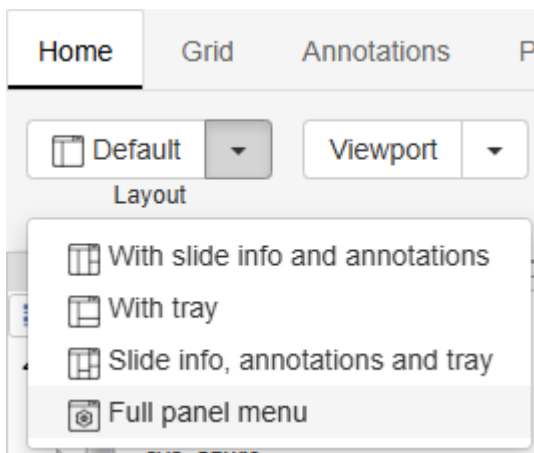 Home Grid Annotations P
Default Viewport
Layout
With slide info and annotations
With tray
Slide info, annotations and tray
Full panel menu